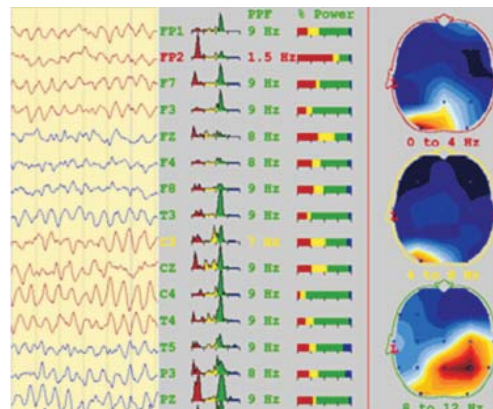 PPF % Power
FP1 9 Hz
FP2 1.5 Hz
F7 9 Hz
F3 9 Hz
FZ 8 Hz
F4 8 Hz
F8 9 Hz
T3 9 Hz
C3 7 Hz
CZ 9 Hz
C4 9 Hz
T4 9 Hz
T5 9 Hz
P3 8 Hz
PZ 9 Hz
0 to 4 Hz
4 to 8 Hz
8 to 12 Hz